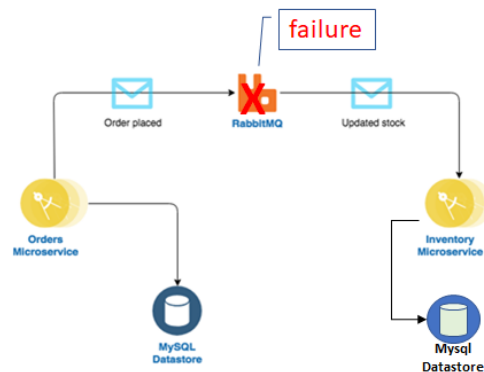 failure
X
Order placed
RabbitMQ
Updated stock
Orders
Microservice
Inventory
Microservice
MySQL
Datastore
Mysql
Datastore